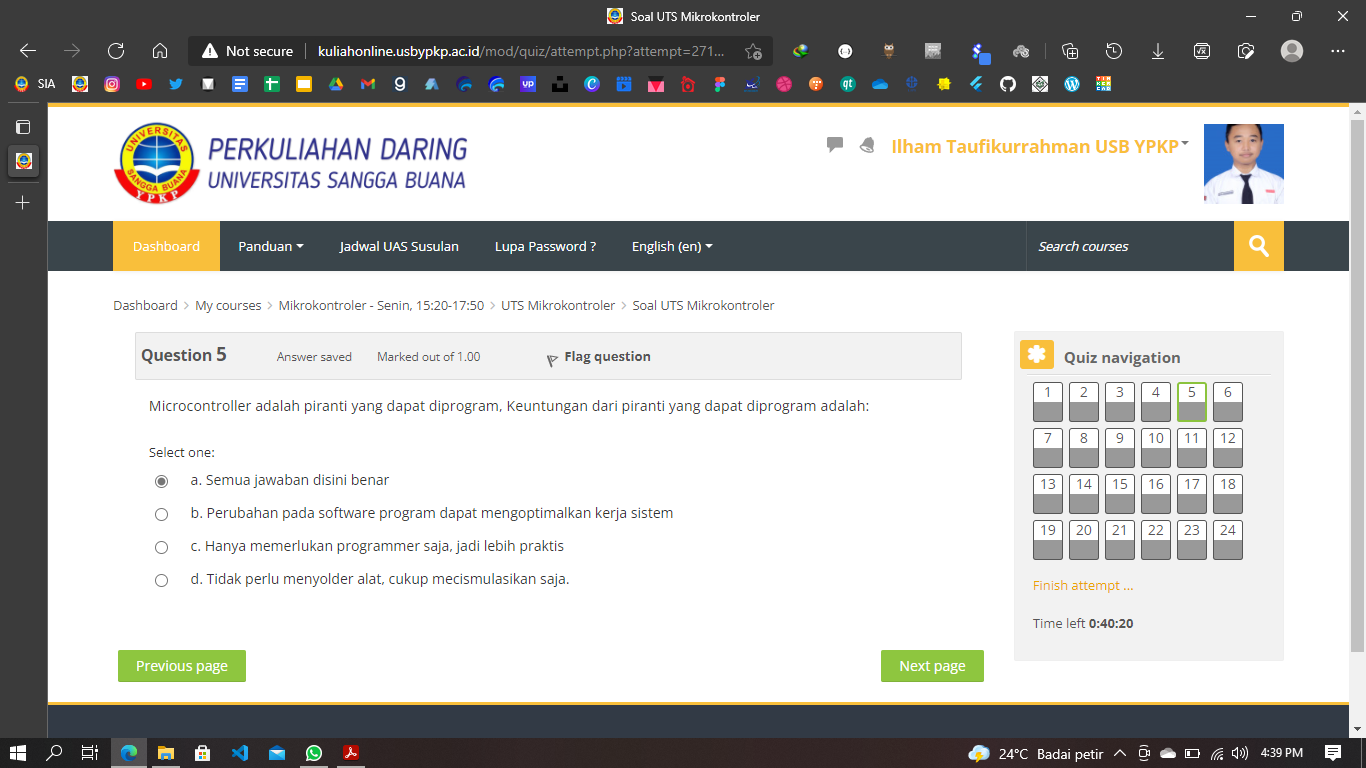 Soal UTS Mikrokontroler
Not secure
kuliahonline.usbypkp.ac.id/mod/quiz/attempt.php?attempt=271...
SIA
UNIVERSITAS
SANGGA BUANA
YPKP
PERKULIAHAN DARING
UNIVERSITAS SANGGA BUANA
Ilham Taufikurrahman USB YPKP
Dashboard
Panduan
Jadwal UAS Susulan
Lupa Password ?
English (en)
Search courses
Dashboard > My courses > Mikrokontroler - Senin, 15:20-17:50 > UTS Mikrokontroler > Soal UTS Mikrokontroler
Question 5
Answer saved
Marked out of 1.00
Flag question
Microcontroller adalah piranti yang dapat diprogram, Keuntungan dari piranti yang dapat diprogram adalah:
Select one:
a. Semua jawaban disini benar
b. Perubahan pada software program dapat mengoptimalkan kerja sistem
c. Hanya memerlukan programmer saja, jadi lebih praktis
d. Tidak perlu menyolder alat, cukup mecismulasikan saja.
Previous page
Next page
Quiz navigation
1 2 3 4 5 6
7 8 9 10 11 12
13 14 15 16 17 18
19 20 21 22 23 24
Finish attempt ...
Time left 0:40:20
24°C Badai petir
4:39 PM